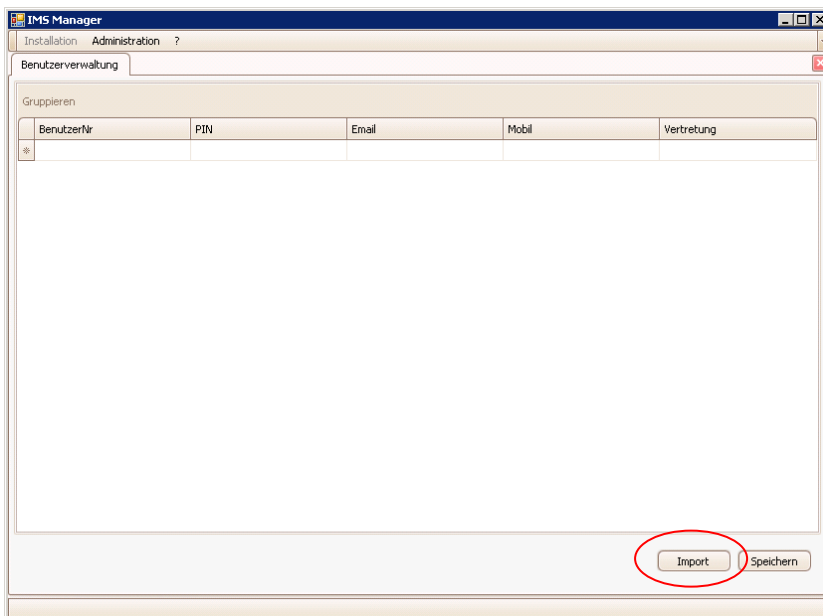 IMS Manager
Installation Administration ?
Benutzerverwaltung
Gruppieren
BenutzerNr PIN Email Mobil Vertretung
Import Speichern